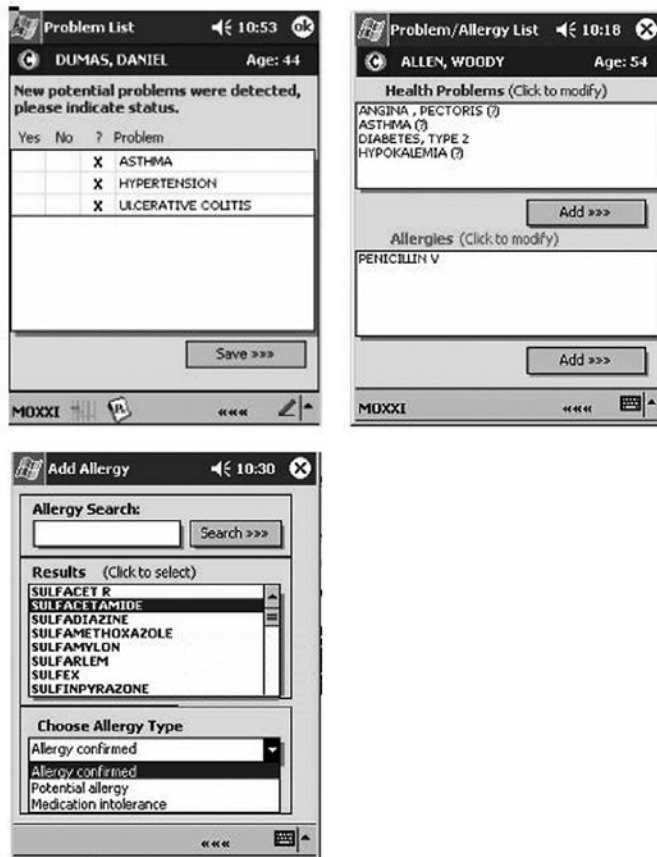 Problem List 10:53 ok
DUMAS, DANIEL Age: 44
New potential problems were detected,
please indicate status.
Yes No ? Problem
X ASTHMA
X HYPERTENSION
X ULCERATIVE COLITIS
Save >>>
MOXXI «««
Problem/Allergy List 10:18
ALLEN, WOODY Age: 54
Health Problems (Click to modify)
ANGINA , PECTORIS (?)
ASTHMA (?)
DIABETES, TYPE 2
HYPOKALEMIA (?)
Add >>>
Allergies (Click to modify)
PENICILLIN V
Add >>>
MOXXI «««
Add Allergy 10:30
Allergy Search:
Search >>>
Results (Click to select)
SULFACET R
SULFACETAMIDE
SULFADIAZINE
SULFAMETHOXAZOLE
SULFAMYLON
SULFARLEM
SULFEX
SULFINPYRAZONE
Choose Allergy Type
Allergy confirmed
Allergy confirmed
Potential allergy
Medication intolerance
«««